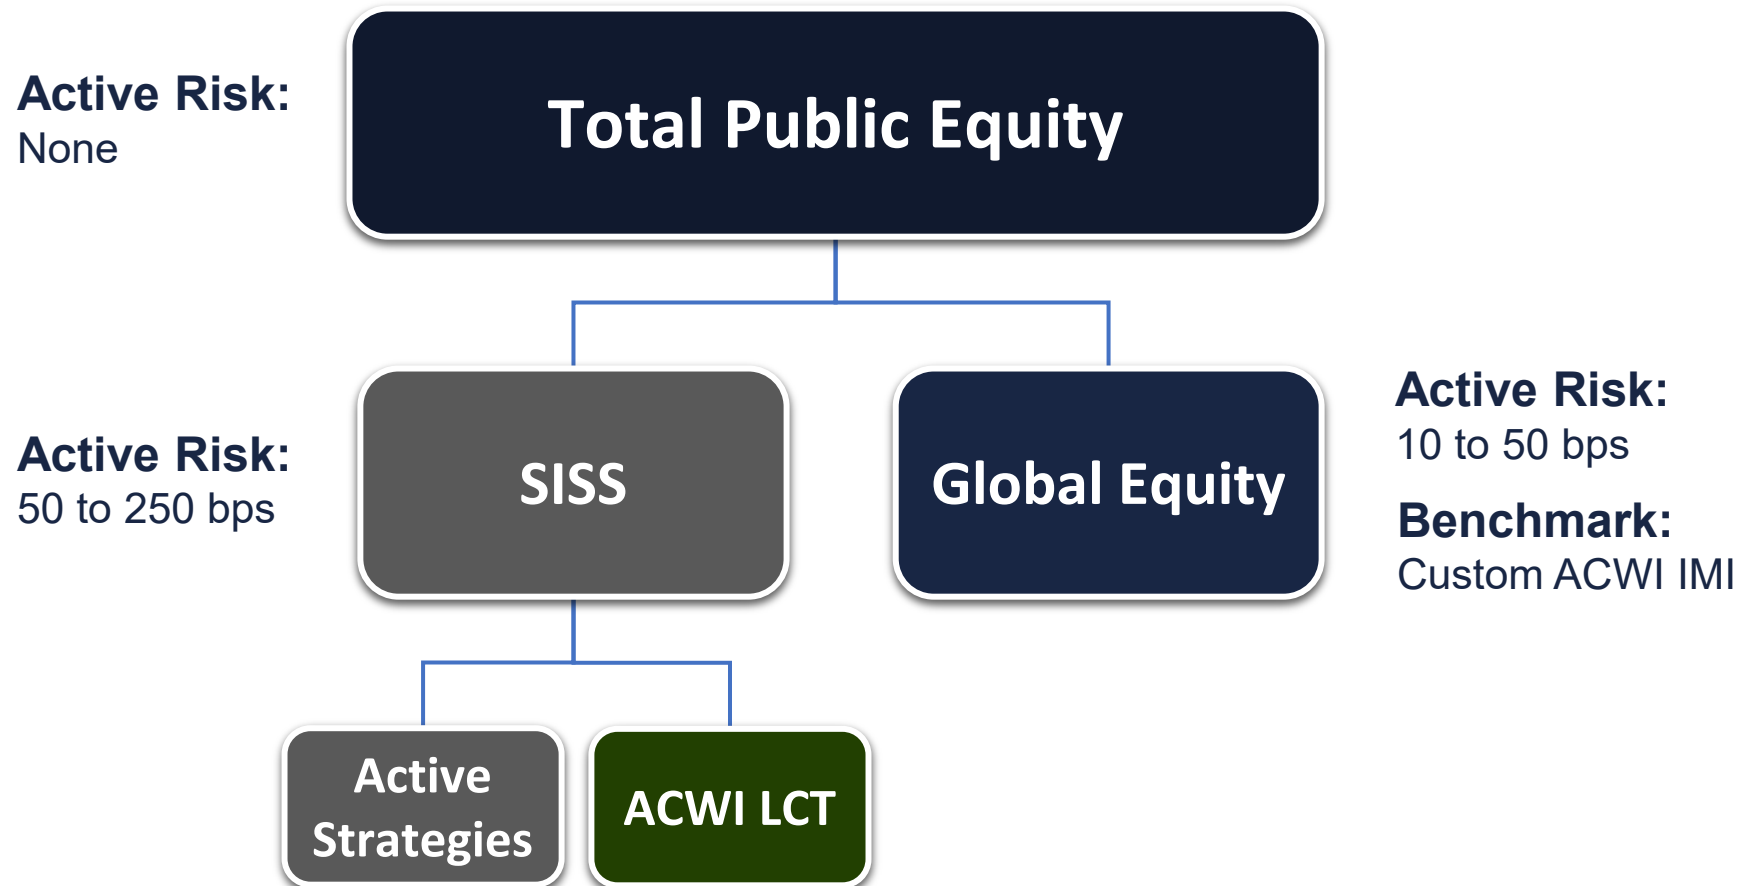 Active Risk:
None
Total Public Equity
Active Risk:
50 to 250 bps
SISS
Global Equity
Active Risk:
10 to 50 bps
Benchmark:
Custom ACWI IMI
Active
Strategies
ACWI LCT